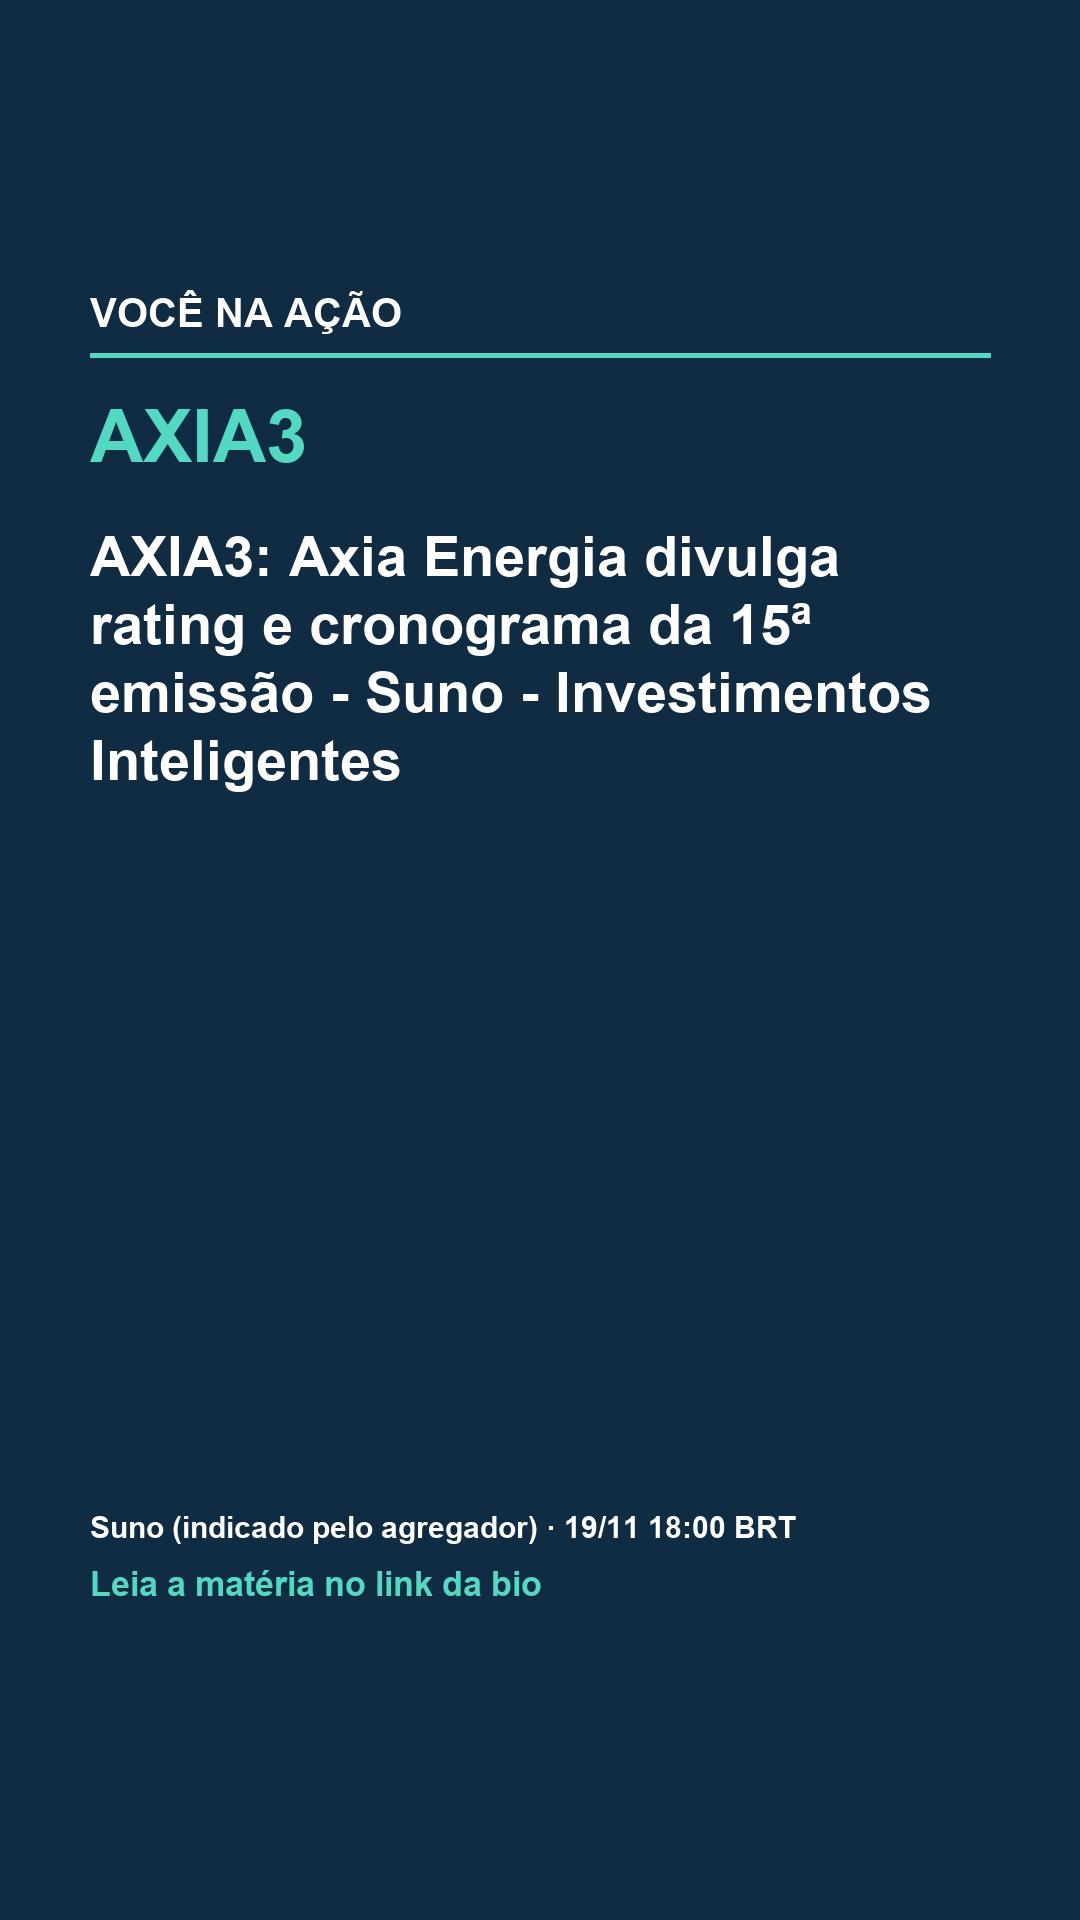 VOCÊ NA AÇÃO
AXIA3
AXIA3: Axia Energia divulga
rating e cronograma da 15ª
emissão - Suno - Investimentos
Inteligentes
Suno (indicado pelo agregador) · 19/11 18:00 BRT
Leia a matéria no link da bio